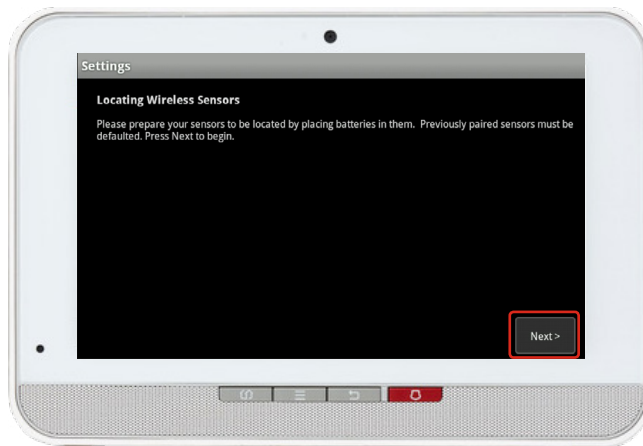 Settings
Locating Wireless Sensors
Please prepare your sensors to be located by placing batteries in them. Previously paired sensors must be
defaulted. Press Next to begin.
Next >